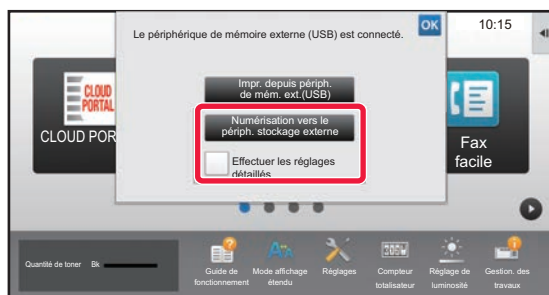 Le périphérique de mémoire externe (USB) est connecté.
OK
10:15
Impr. depuis périph.
de mém. ext.(USB)
Numérisation vers le
périph. stockage externe
Effectuer les réglages
détaillés
CLOUD
PORTAL
CLOUD POR
Fax
facile
Quantité de toner Bk
Guide de
fonctionnement
Mode affichage
étendu
Réglages
Compteur
totalisateur
Réglage de
luminosité
Gestion. des
travaux